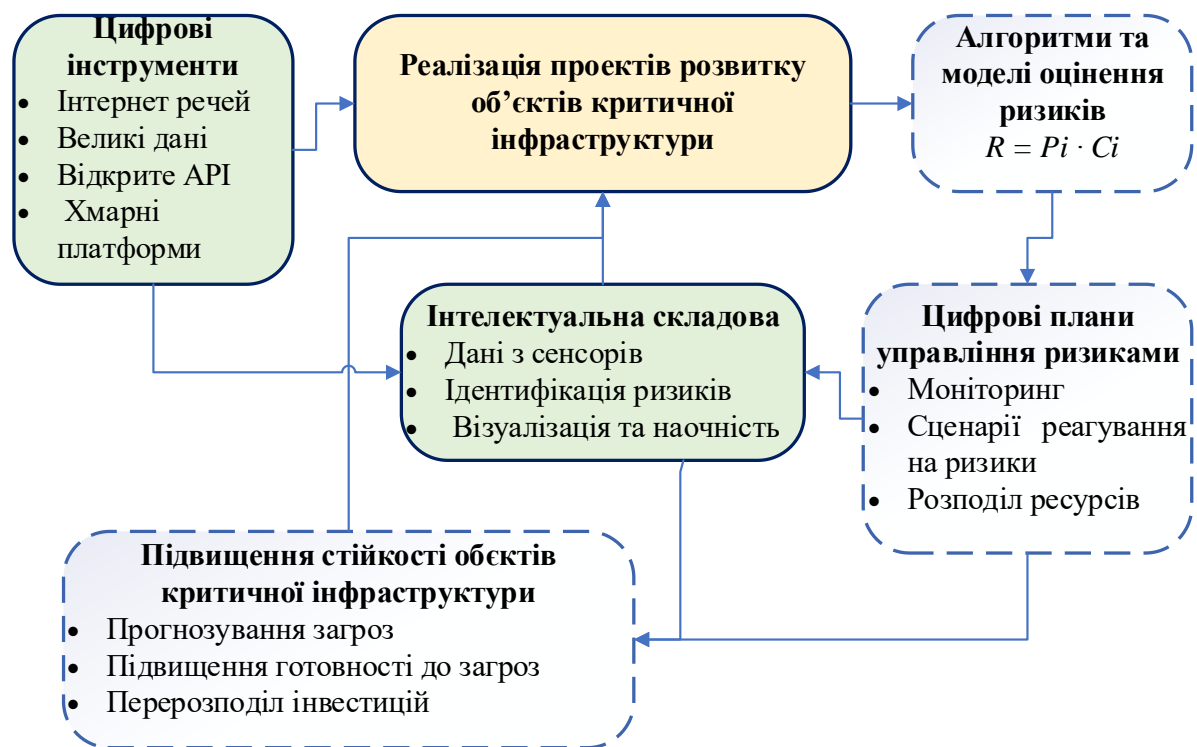 Цифрові
інструменти
• Інтернет речей
• Великі дані
• Відкрите API
• Хмарні
платформи
Реалізація проектів розвитку
об’єктів критичної
інфраструктури
Алгоритми та
моделі оцінення
ризиків
R = Pi · Ci
Інтелектуальна складова
• Дані з сенсорів
• Ідентифікація ризиків
• Візуалізація та наочність
Цифрові плани
управління ризиками
• Моніторинг
• Сценарії реагування
на ризики
• Розподіл ресурсів
Підвищення стійкості обєктів
критичної інфраструктури
• Прогнозування загроз
• Підвищення готовності до загроз
• Перерозподіл інвестицій